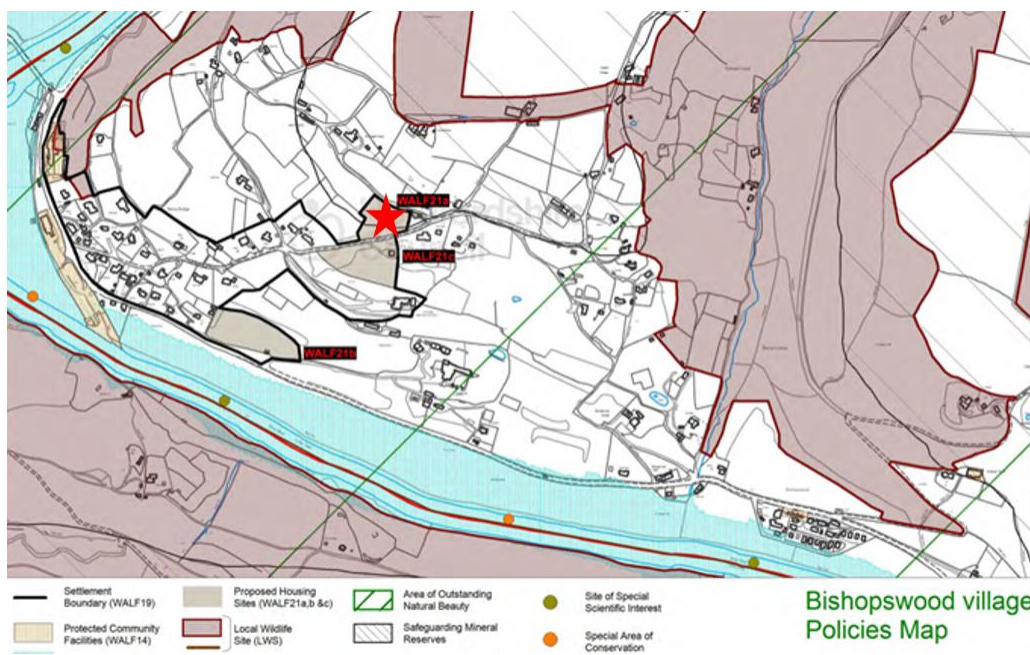 WALF21a
WALF21c
WALF21b
Settlement
Boundary (WALF19)
Proposed Housing
Sites (WALF21a,b &c)
Area of Outstanding
Natural Beauty
Site of Special
Scientific Interest
Protected Community
Facilities (WALF14)
Local Wildlife
Site (LWS)
Safeguarding Mineral
Reserves
Special Area of
Conservation
Bishopswood village
Policies Map